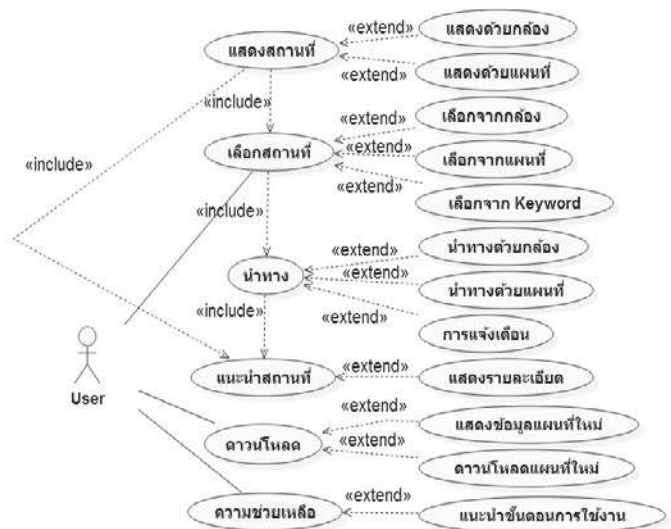 «extend»
แสดงด้วยกล้อง
แสดงสถานที่
«extend»
แสดงด้วยแผนที่
«include»
«extend»
เลือกจากกล้อง
เลือกสถานที่
«extend»
เลือกจากแผนที่
«include»
«extend»
เลือกจาก Keyword
«include»
«extend»
นำทางด้วยกล้อง
นำทาง
«extend»
นำทางด้วยแผนที่
«include»
«extend»
การแจ้งเตือน
«extend»
แนะนำสถานที่
แสดงรายละเอียด
User
«extend»
แสดงข้อมูลแผนที่ใหม่
ดาวน์โหลด
«extend»
ดาวน์โหลดแผนที่ใหม่
«extend»
ความช่วยเหลือ
แนะนำขั้นตอนการใช้งาน